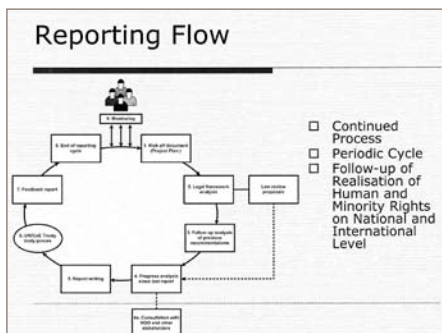 Reporting Flow
0. Monitoring
8. End of reporting
cycle
1. Kick-off document
(Project Plan)
7. Feedback report
2. Legal framework
analysis
Law review
proposals
6. UN/CoE Treaty
body proces
3. Follow up analysis
of previous
recommendations
5. Report writing
4. Progress analysis
since last report
4a. Consultation with
NGO and other
stakeholders
Continued
Process
Periodic Cycle
Follow-up of
Realisation of
Human and
Minority Rights
on National and
International
Level